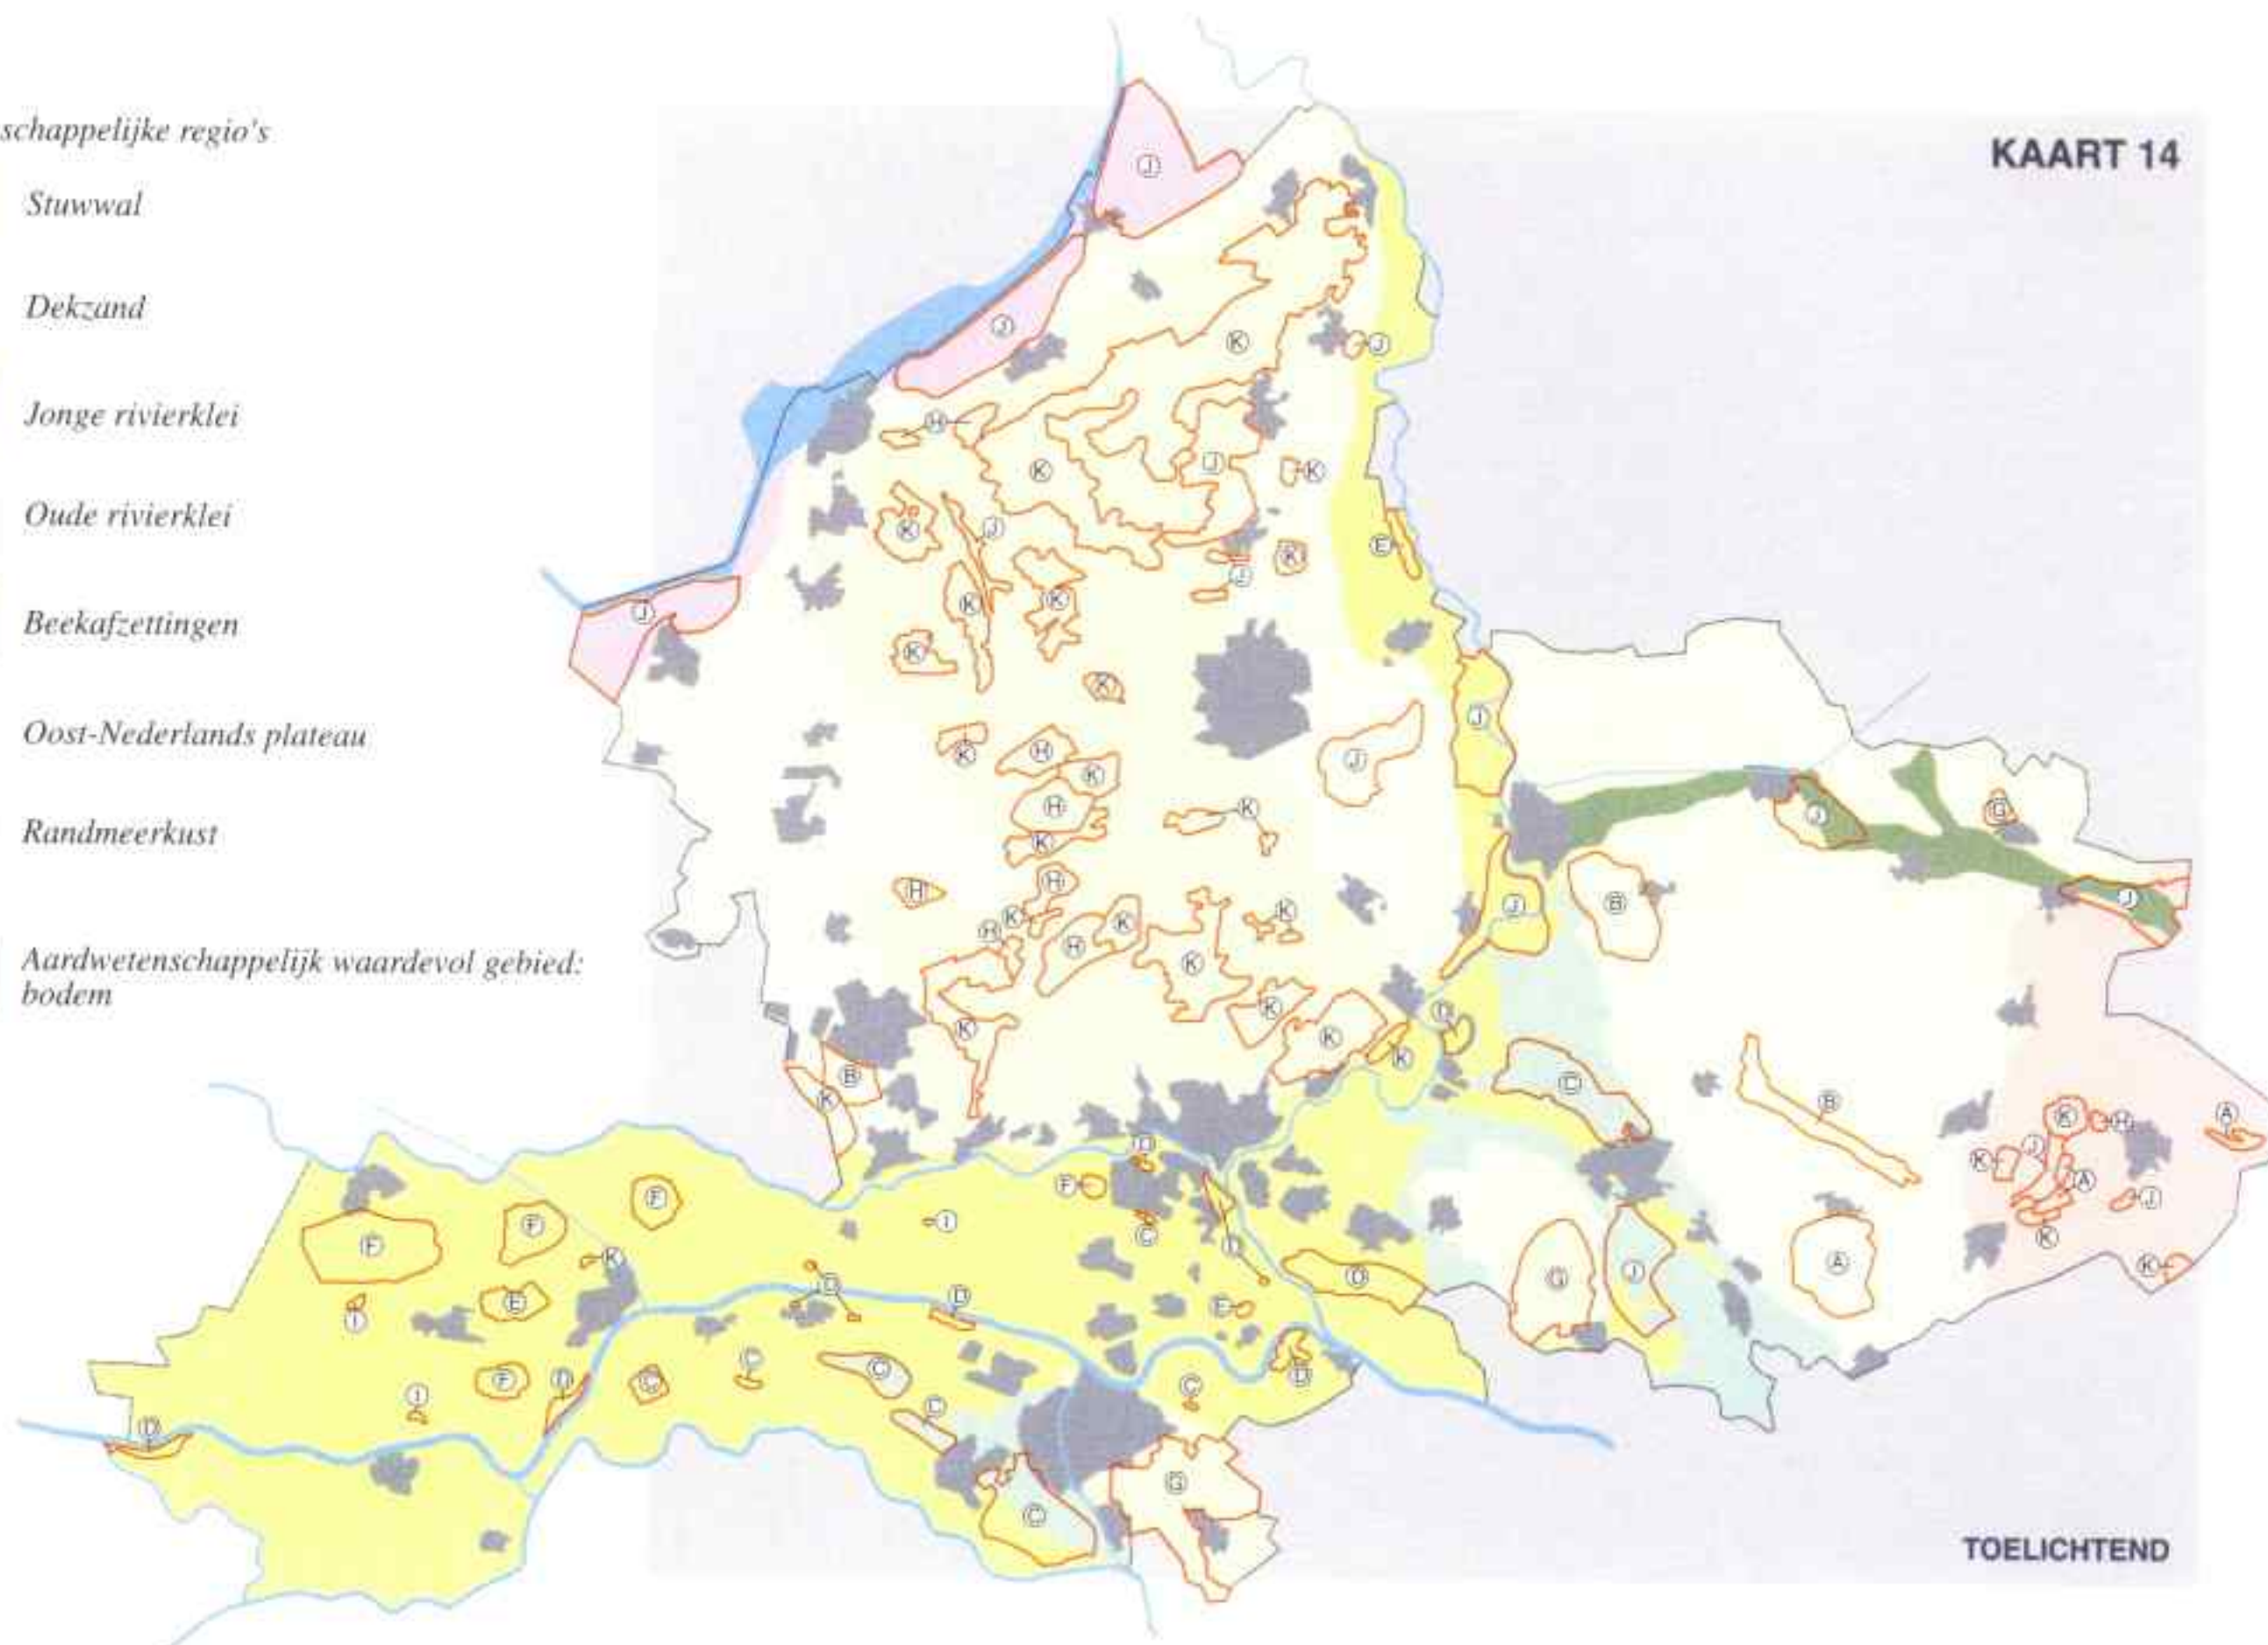 schappelijke regio's
KAART 14
Stuwwal
Dekzand
Jonge rivierklei
Oude rivierklei
Beekafzettingen
Oost-Nederlands plateau
Randmeerkust
Aardwetenschappelijk waardevol gebied:
bodem
J
J
K
J
H
K
J
K
K
J
E
K
J
K
K
J
K
K
J
K
H
K
J
K
H
J
G
K
K
H
H
J
B
J
K
K
K
H
H
K
K
K
K
D
K
B
K
C
B
K
H
A
D
K
J
A
F
F
I
J
F
F
C
D
K
K
A
G
J
K
D
D
D
E
E
I
C
C
D
F
D
C
C
I
C
D
G
C
TOELICHTEND